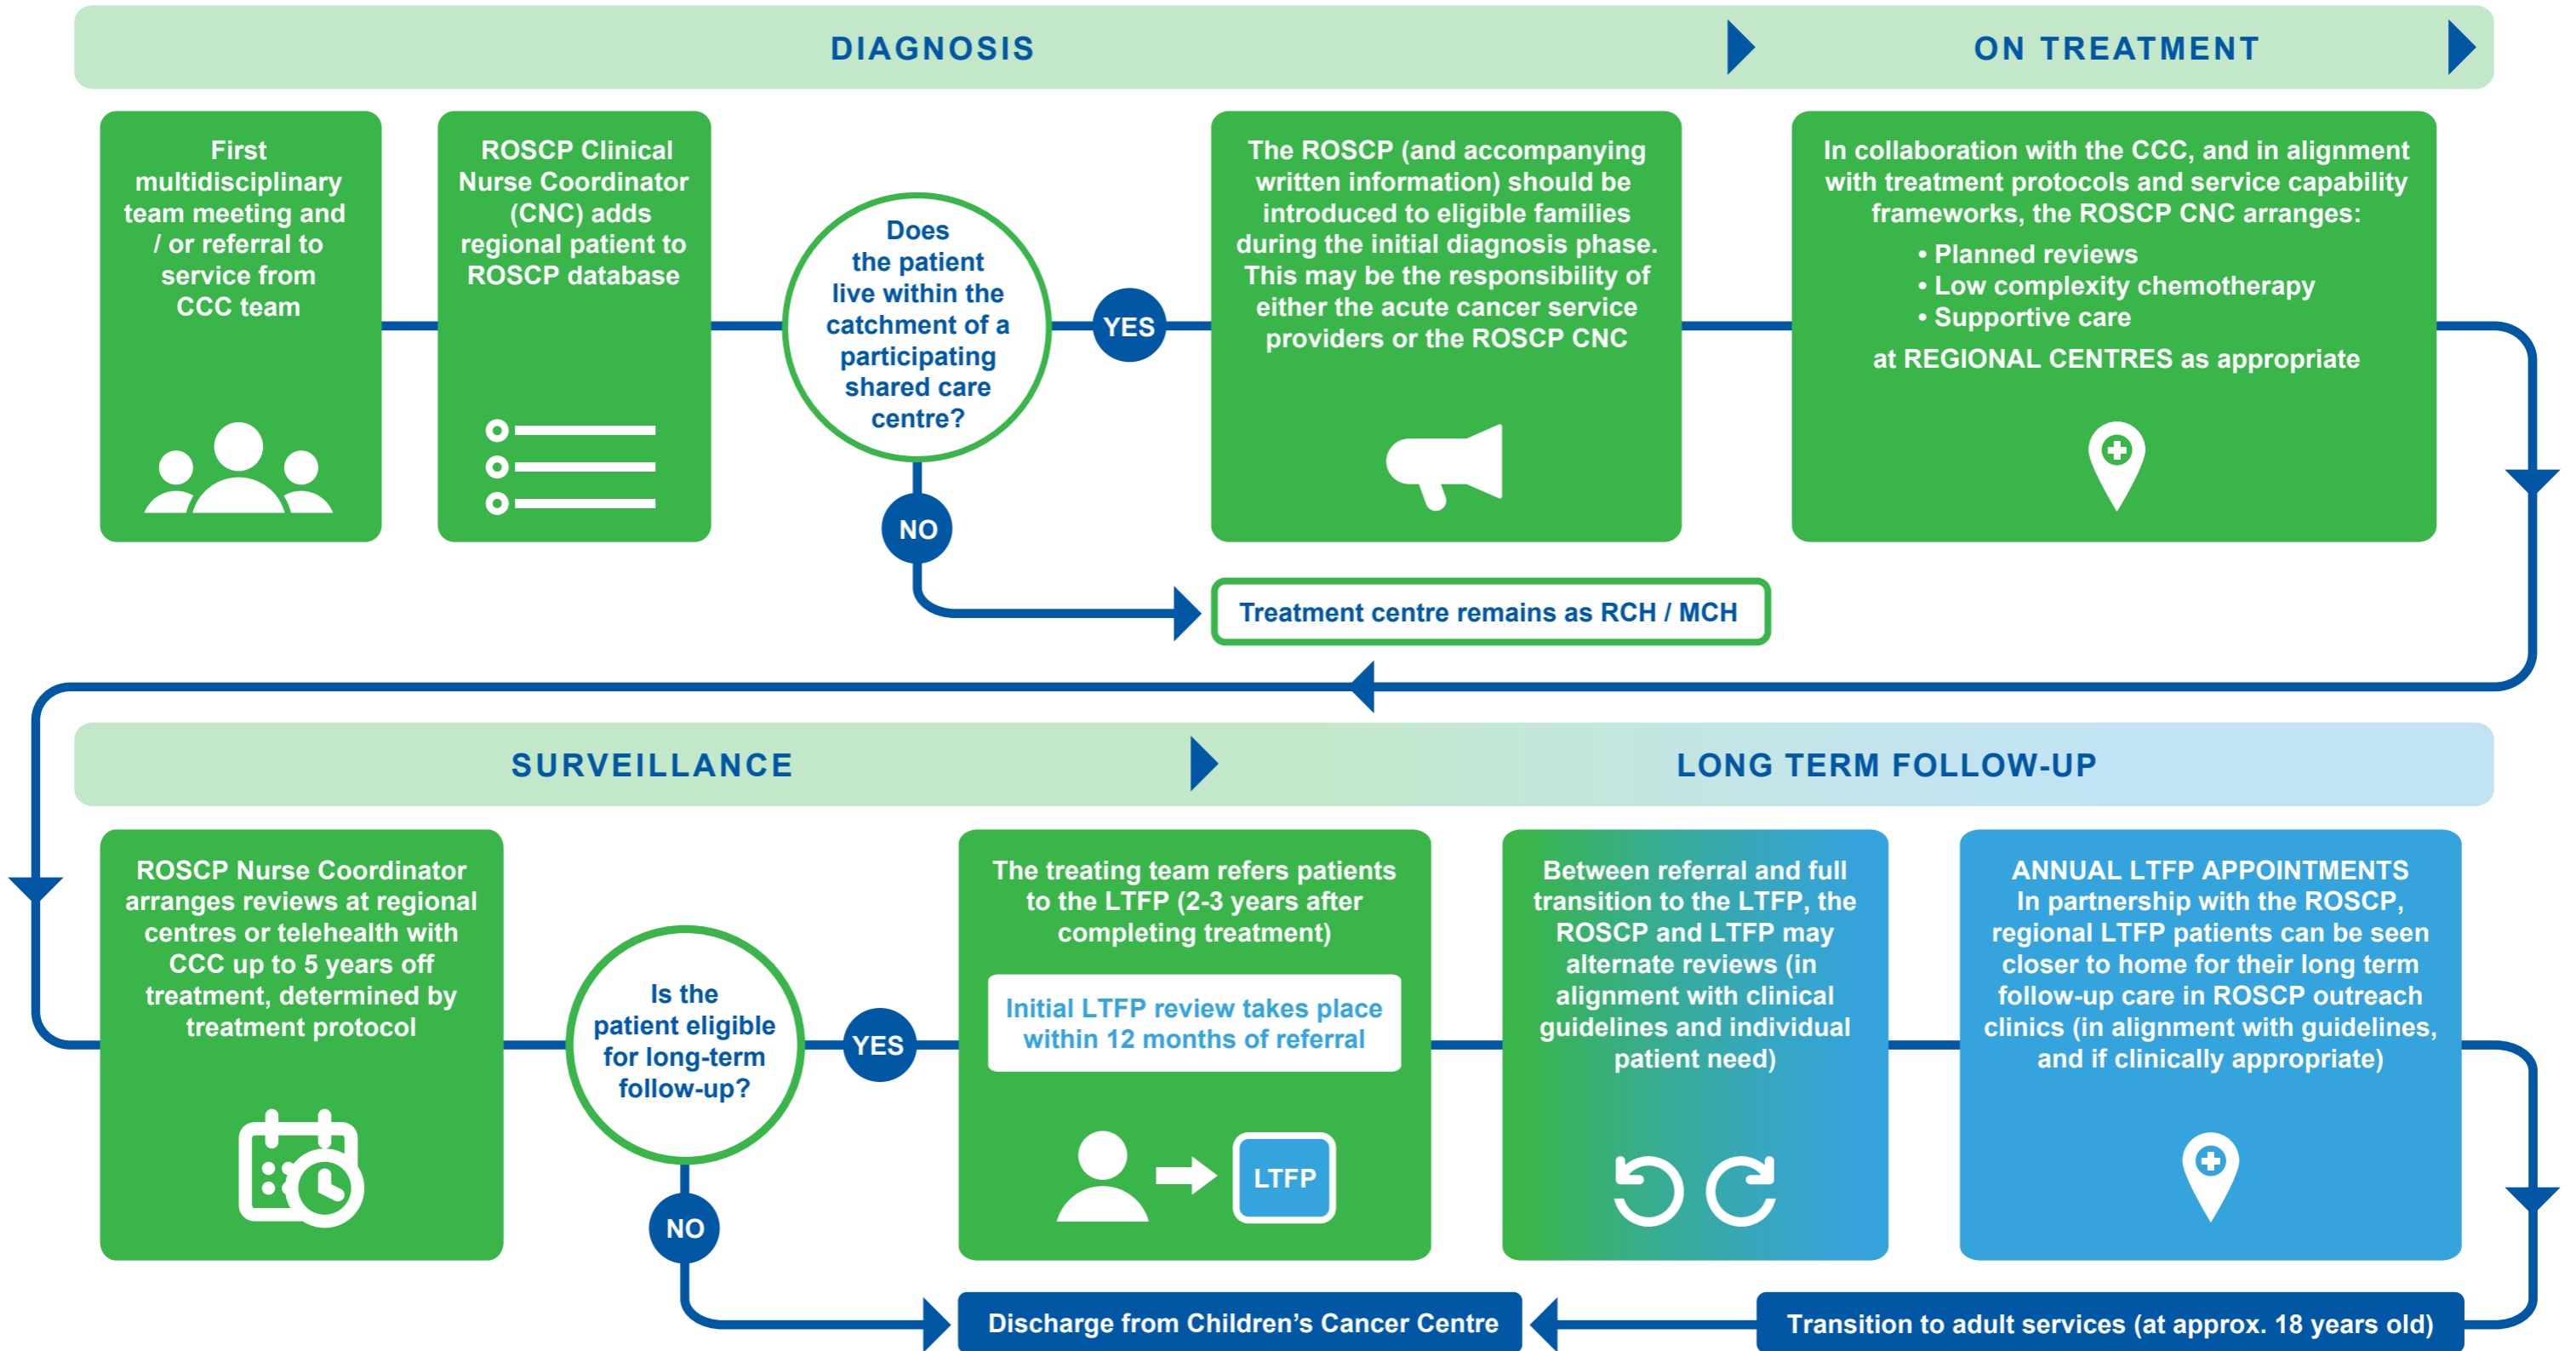 DIAGNOSIS
ON TREATMENT
First
multidisciplinary
team meeting and
/ or referral to
service from
CCC team
ROSCP Clinical
Nurse Coordinator
(CNC) adds
regional patient to
ROSCP database
Does
the patient
live within the
catchment of a
participating
shared care
centre?
YES
NO
The ROSCP (and accompanying
written information) should be
introduced to eligible families
during the initial diagnosis phase.
This may be the responsibility of
either the acute cancer service
providers or the ROSCP CNC
In collaboration with the CCC, and in alignment
with treatment protocols and service capability
frameworks, the ROSCP CNC arranges:
• Planned reviews
• Low complexity chemotherapy
• Supportive care
at REGIONAL CENTRES as appropriate
Treatment centre remains as RCH / MCH
SURVEILLANCE
LONG TERM FOLLOW-UP
ROSCP Nurse Coordinator
arranges reviews at regional
centres or telehealth with
CCC up to 5 years off
treatment, determined by
treatment protocol
Is the
patient eligible
for long-term
follow-up?
YES
NO
The treating team refers patients
to the LTFP (2-3 years after
completing treatment)
Initial LTFP review takes place
within 12 months of referral
LTFP
Between referral and full
transition to the LTFP, the
ROSCP and LTFP may
alternate reviews (in
alignment with clinical
guidelines and individual
patient need)
ANNUAL LTFP APPOINTMENTS
In partnership with the ROSCP,
regional LTFP patients can be seen
closer to home for their long term
follow-up care in ROSCP outreach
clinics (in alignment with guidelines,
and if clinically appropriate)
Discharge from Children's Cancer Centre
Transition to adult services (at approx. 18 years old)